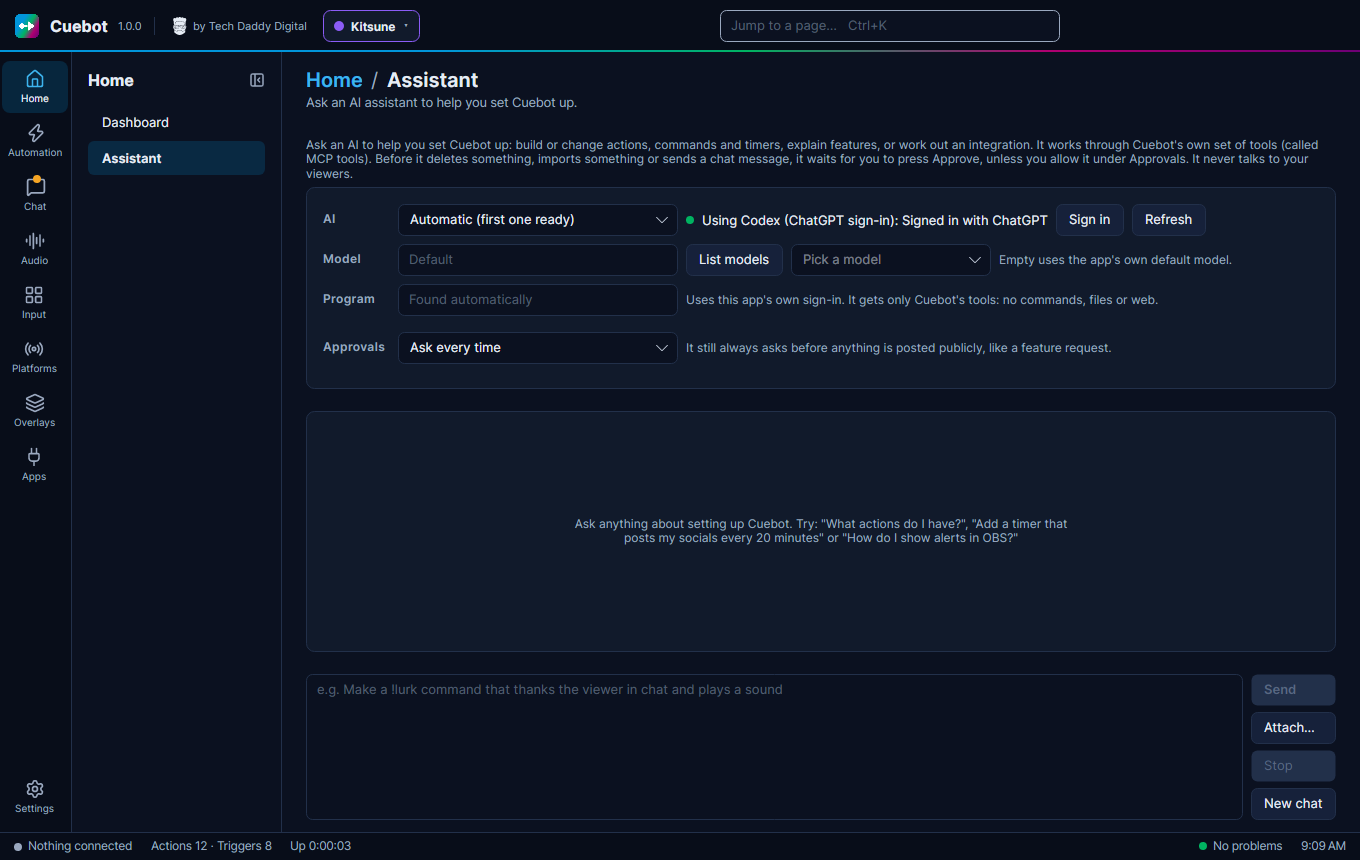 Cuebot 1.0.0 by Tech Daddy Digital Kitsune Jump to a page... Ctrl+K
Home
Automation
Chat
Audio
Input
Platforms
Overlays
Apps
Settings
Home
Dashboard
Assistant
Home / Assistant
Ask an AI assistant to help you set Cuebot up.
Ask an AI to help you set Cuebot up: build or change actions, commands and timers, explain features, or work out an integration. It works through Cuebot's own set of tools (called
MCP tools). Before it deletes something, imports something or sends a chat message, it waits for you to press Approve, unless you allow it under Approvals. It never talks to your
viewers.
AI Automatic (first one ready) Using Codex (ChatGPT sign-in): Signed in with ChatGPT Sign in Refresh
Model Default List models Pick a model Empty uses the app's own default model.
Program Found automatically Uses this app's own sign-in. It gets only Cuebot's tools: no commands, files or web.
Approvals Ask every time It still always asks before anything is posted publicly, like a feature request.
Ask anything about setting up Cuebot. Try: "What actions do I have?", "Add a timer that
posts my socials every 20 minutes" or "How do I show alerts in OBS?"
e.g. Make a !lurk command that thanks the viewer in chat and plays a sound
Send
Attach...
Stop
New chat
Nothing connected Actions 12 · Triggers 8 Up 0:00:03 No problems 9:09 AM